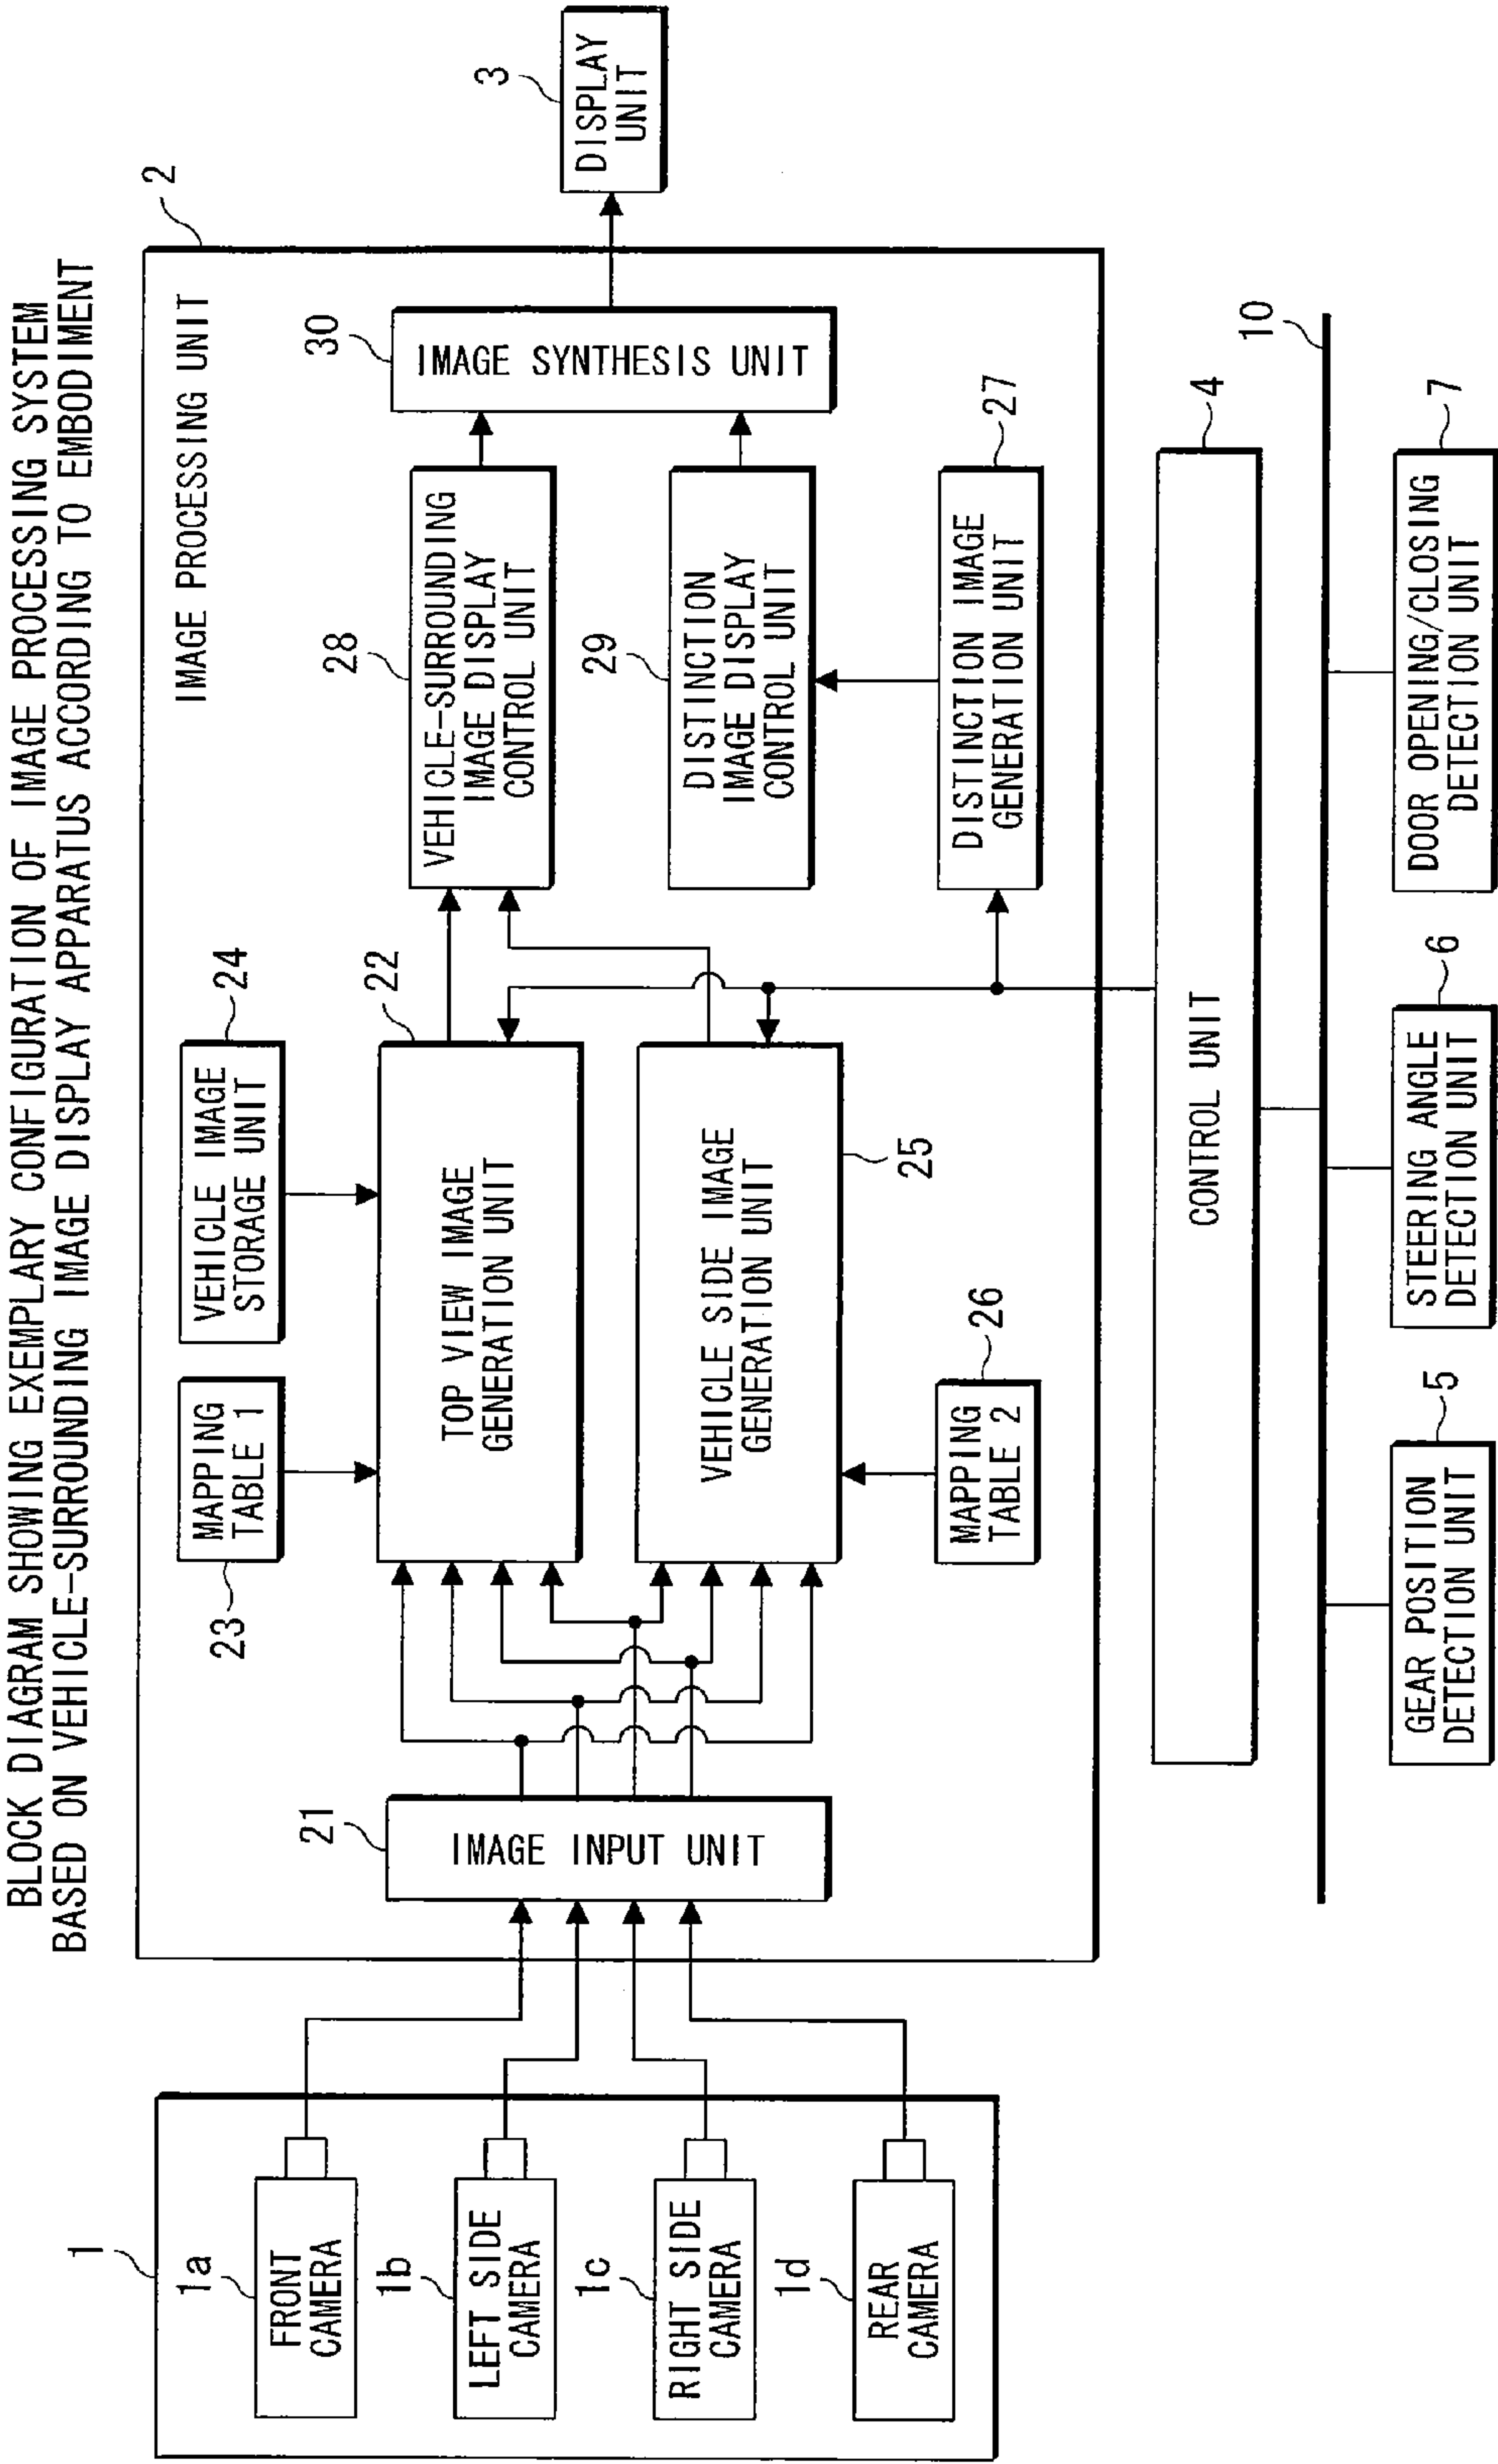 BLOCK DIAGRAM SHOWING EXEMPLARY CONFIGURATION OF IMAGE PROCESSING SYSTEM
BASED ON VEHICLE-SURROUNDING IMAGE DISPLAY APPARATUS ACCORDING TO EMBODIMENT
1
1a
FRONT
CAMERA
1b
LEFT SIDE
CAMERA
1c
RIGHT SIDE
CAMERA
1d
REAR
CAMERA
2
IMAGE PROCESSING UNIT
21
IMAGE INPUT UNIT
23
MAPPING
TABLE 1
24
VEHICLE IMAGE
STORAGE UNIT
22
TOP VIEW IMAGE
GENERATION UNIT
25
VEHICLE SIDE IMAGE
GENERATION UNIT
26
MAPPING
TABLE 2
28
VEHICLE-SURROUNDING
IMAGE DISPLAY
CONTROL UNIT
29
DISTINCTION
IMAGE DISPLAY
CONTROL UNIT
27
DISTINCTION IMAGE
GENERATION UNIT
30
IMAGE SYNTHESIS UNIT
3
DISPLAY
UNIT
4
CONTROL UNIT
10
5
GEAR POSITION
DETECTION UNIT
6
STEERING ANGLE
DETECTION UNIT
7
DOOR OPENING/CLOSING
DETECTION UNIT